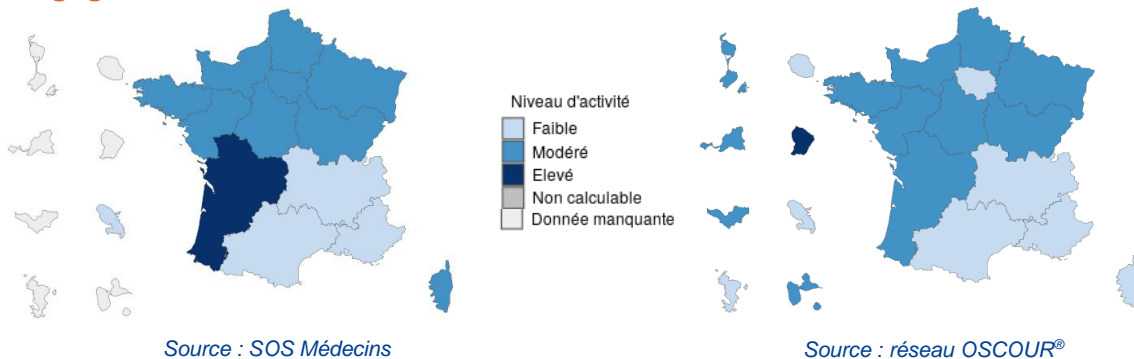 Niveau d'activité
Faible
Modéré
Elevé
Non calculable
Donnée manquante
Source : SOS Médecins
Source : réseau OSCOUR®